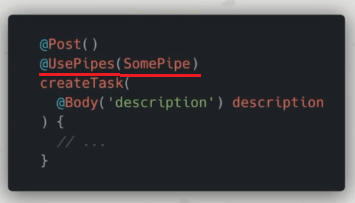 @Post()
@UsePipes(SomePipe)
createTask(
@Body('description') description
) {
// ...
}